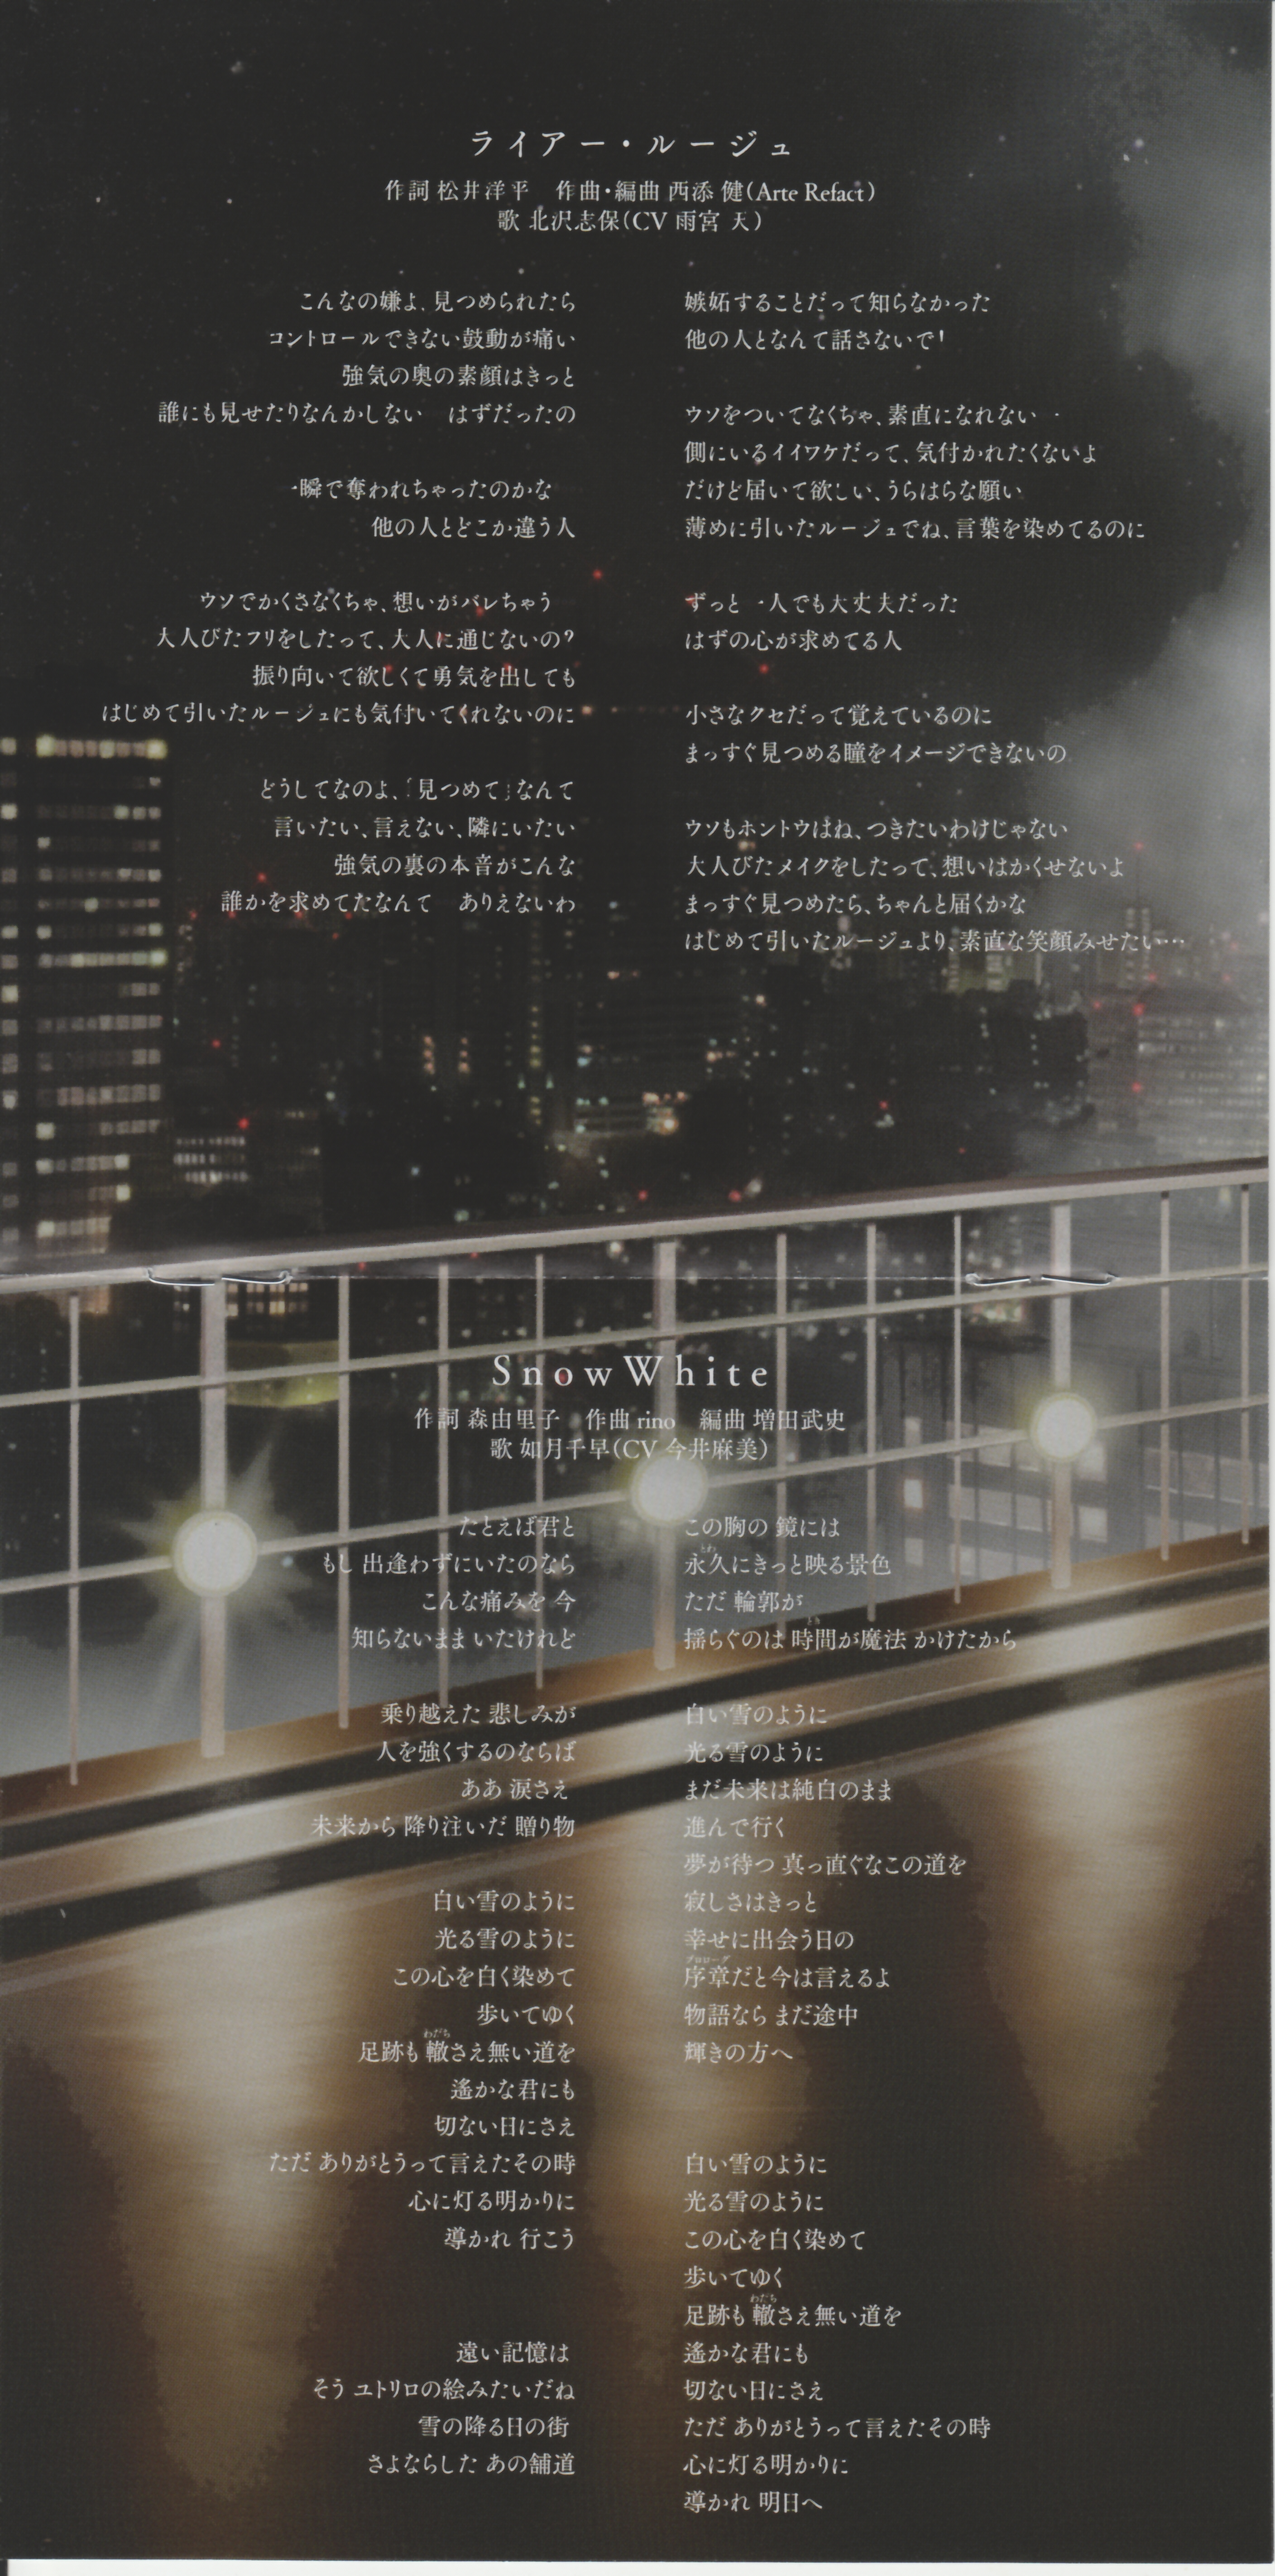 ライアー・ルージュ
作詞 松井洋平　作曲・編曲 西添 健（Arte Refact）
歌 北沢志保（CV 雨宮 天）
こんなの嫌よ、見つめられたら
コントロールできない鼓動が痛い
強気の奥の素顔はきっと
誰にも見せたりなんかしない　はずだったの
一瞬で奪われちゃったのかな
他の人とどこか違う人
ウソでかくさなくちゃ、想いがバレちゃう
大人びたフリをしたって、大人に通じないの?
振り向いて欲しくて勇気を出しても
はじめて引いたルージュにも気付いてくれないのに
どうしてなのよ、「見つめて」なんて
言いたい、言えない、隣にいたい
強気の裏の本音がこんな
誰かを求めてたなんて　ありえないわ
嫉妬することだって知らなかった
他の人となんて話さないで!
ウソをついてなくちゃ、素直になれない
側にいるイイワケだって、気付かれたくないよ
だけど届いて欲しい、うらはらな願い
薄めに引いたルージュでね、言葉を染めてるのに
ずっと 一人でも大丈夫だった
はずの心が求めてる人
小さなクセだって覚えているのに
まっすぐ見つめる瞳をイメージできないの
ウソもホントウはね、つきたいわけじゃない
大人びたメイクをしたって、想いはかくせないよ
まっすぐ見つめたら、ちゃんと届くかな
はじめて引いたルージュより、素直な笑顔みせたい…
SnowWhite
作詞 森由里子　作曲 rino　編曲 増田武史
歌 如月千早（CV 今井麻美）
たとえば君と
もし 出逢わずにいたのなら
こんな痛みを 今
知らないまま いたけれど
乗り越えた 悲しみが
人を強くするのならば
ああ 涙さえ
未来から 降り注いだ 贈り物
白い雪のように
光る雪のように
この心を白く染めて
歩いてゆく
わだち
足跡も 轍さえ無い道を
遙かな君にも
切ない日にさえ
ただ ありがとうって言えたその時
心に灯る明かりに
導かれ 行こう
遠い記憶は
そう ユトリロの絵みたいだね
雪の降る日の街
さよならした あの舗道
この胸の 鏡には
とわ
永久にきっと映る景色
ただ 輪郭が
とき
揺らぐのは 時間が魔法 かけたから
白い雪のように
光る雪のように
まだ未来は純白のまま
進んで行く
夢が待つ 真っ直ぐなこの道を
寂しさはきっと
幸せに出会う日の
プロローグ
序章だと今は言えるよ
物語なら まだ途中
輝きの方へ
白い雪のように
光る雪のように
この心を白く染めて
歩いてゆく
わだち
足跡も 轍さえ無い道を
遙かな君にも
切ない日にさえ
ただ ありがとうって言えたその時
心に灯る明かりに
導かれ 明日へ